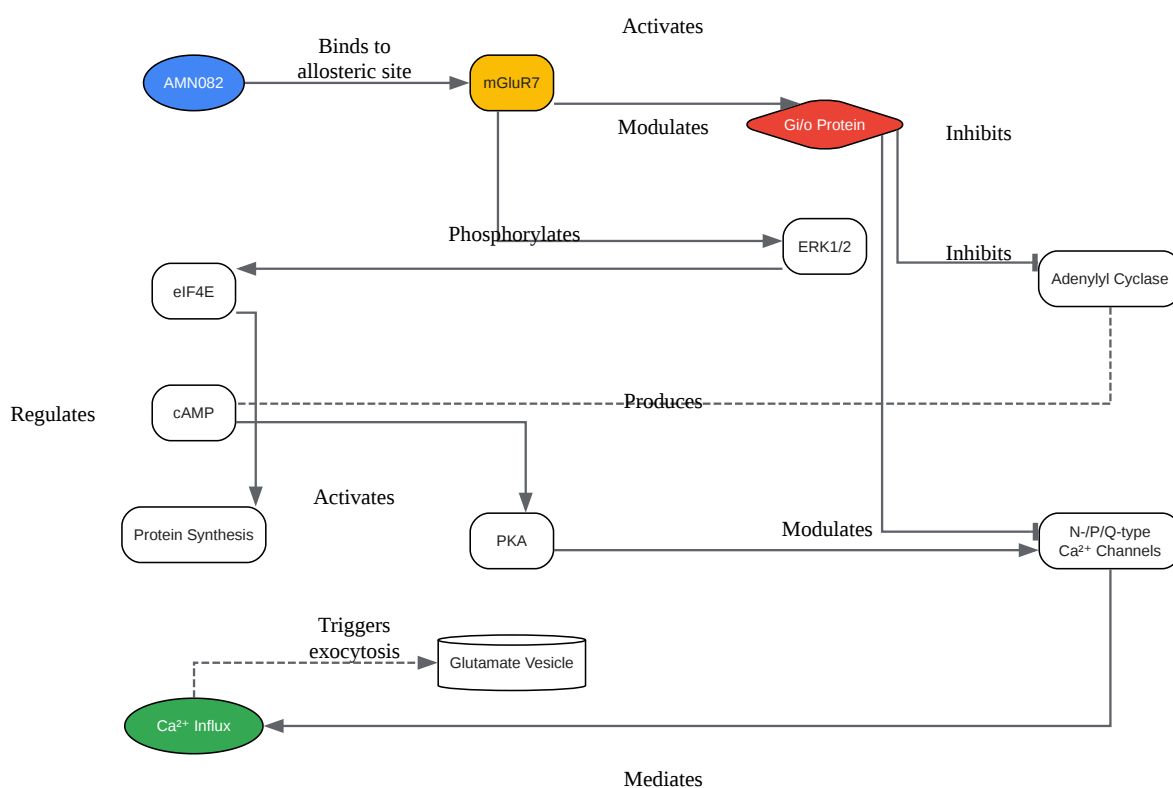 Activates
Binds to
allosteric site
AMN082
mGluR7
Modulates
Gi/o Protein
Inhibits
Phosphorylates
ERK1/2
Inhibits
Adenylyl Cyclase
eIF4E
Produces
cAMP
Regulates
Activates
Protein Synthesis
PKA
Modulates
N-/P/Q-type
Ca²⁺ Channels
Triggers
exocytosis
Glutamate Vesicle
Ca²⁺ Influx
Mediates